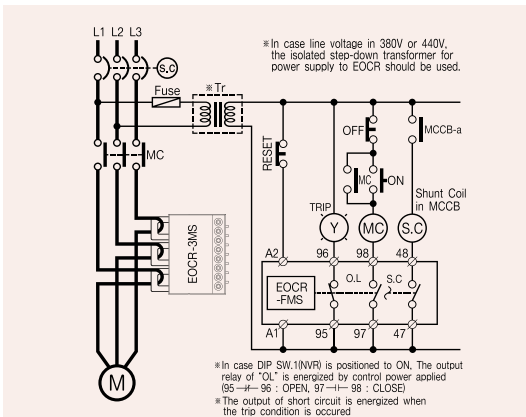 L1 L2 L3
S.C
※In case line voltage in 380V or 440V,
the isolated step-down transformer for
power supply to EOCR should be used.
Fuse
※Tr
MC
RESET
OFF
MCCB-a
MC
ON
Shunt Coil
in MCCB
TRIP
Y
MC
S.C
EOCR-3MS
A2
96
98
48
EOCR
-FMS
O.L
S.C
A1
95
97
47
M
※In case DIP SW.1(NVR) is positioned to ON, The output
relay of "OL" is energized by control power applied
(95 96 : OPEN, 97 98 : CLOSE)
※The output of short circuit is energized when
the trip condition is occured